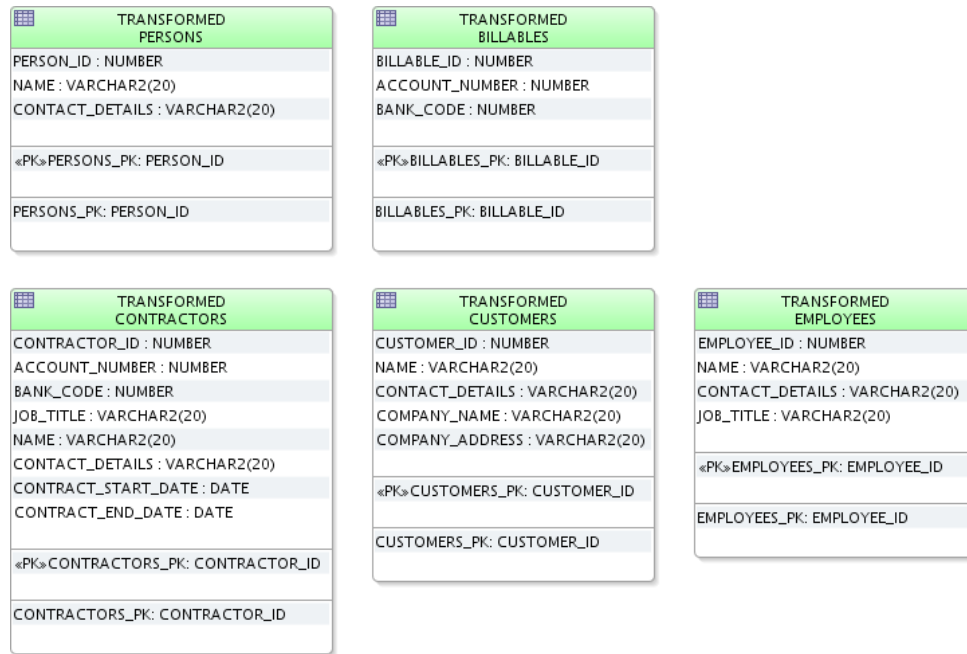 TRANSFORMED
PERSONS
PERSON_ID : NUMBER
NAME : VARCHAR2(20)
CONTACT_DETAILS : VARCHAR2(20)
«PK»PERSONS_PK: PERSON_ID
PERSONS_PK: PERSON_ID
TRANSFORMED
BILLABLES
BILLABLE_ID : NUMBER
ACCOUNT_NUMBER : NUMBER
BANK_CODE : NUMBER
«PK»BILLABLES_PK: BILLABLE_ID
BILLABLES_PK: BILLABLE_ID
TRANSFORMED
CONTRACTORS
CONTRACTOR_ID : NUMBER
ACCOUNT_NUMBER : NUMBER
BANK_CODE : NUMBER
JOB_TITLE : VARCHAR2(20)
NAME : VARCHAR2(20)
CONTACT_DETAILS : VARCHAR2(20)
CONTRACT_START_DATE : DATE
CONTRACT_END_DATE : DATE
«PK»CONTRACTORS_PK: CONTRACTOR_ID
CONTRACTORS_PK: CONTRACTOR_ID
TRANSFORMED
CUSTOMERS
CUSTOMER_ID : NUMBER
NAME : VARCHAR2(20)
CONTACT_DETAILS : VARCHAR2(20)
COMPANY_NAME : VARCHAR2(20)
COMPANY_ADDRESS : VARCHAR2(20)
«PK»CUSTOMERS_PK: CUSTOMER_ID
CUSTOMERS_PK: CUSTOMER_ID
TRANSFORMED
EMPLOYEES
EMPLOYEE_ID : NUMBER
NAME : VARCHAR2(20)
CONTACT_DETAILS : VARCHAR2(20)
JOB_TITLE : VARCHAR2(20)
«PK»EMPLOYEES_PK: EMPLOYEE_ID
EMPLOYEES_PK: EMPLOYEE_ID